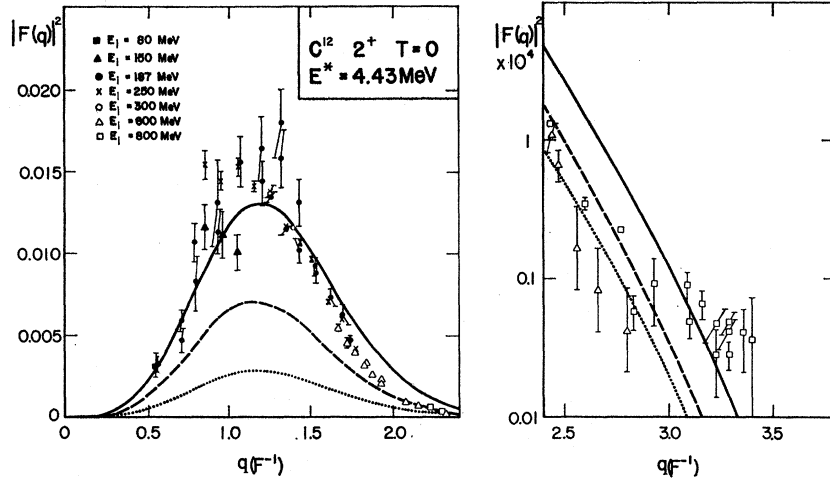 |F(q)|²
■ E₁ = 80 MeV
▲ E₁ = 150 MeV
● E₁ = 187 MeV
x E₁ = 250 MeV
○ E₁ = 300 MeV
△ E₁ = 600 MeV
□ E₁ = 800 MeV
C¹² 2⁺ T=0
E* = 4.43 MeV
0.020
0.015
0.010
0.005
0
0 0.5 1.0 1.5 2.0
q(F⁻¹)
|F(q)|²
x10⁴
1
0.1
0.01
2.5 3.0 3.5
q(F⁻¹)